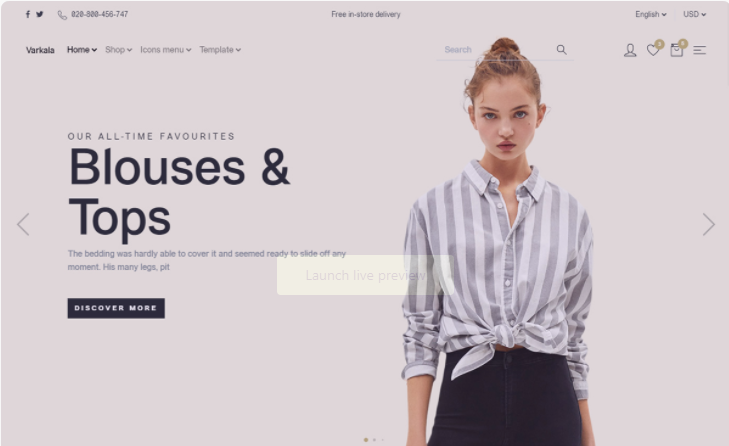 020-800-456-747
Free in-store delivery
English
USD
Varkala
Home
Shop
Icons menu
Template
Search
OUR ALL-TIME FAVOURITES
Blouses &
Tops
The bedding was hardly able to cover it and seemed ready to slide off any
moment. His many legs, pit
Launch live preview
DISCOVER MORE